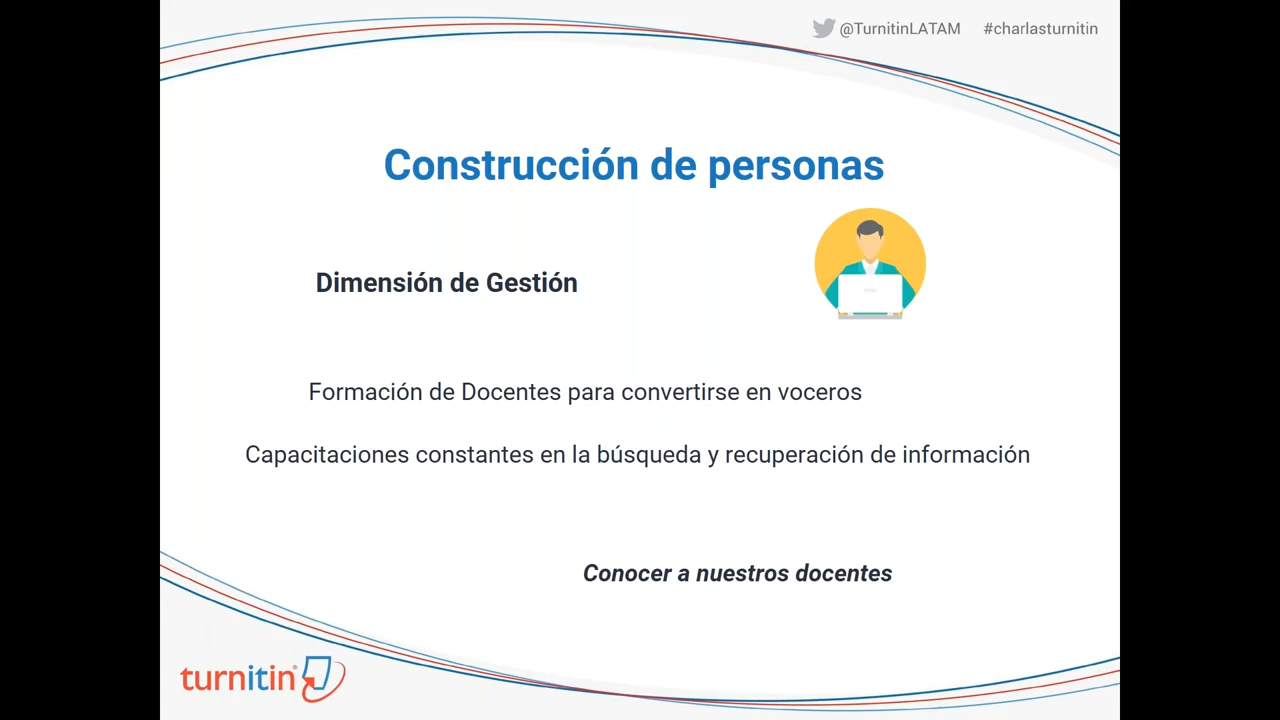 @TurnitinLATAM #charlasturnitin
Construcción de personas
Dimensión de Gestión
Formación de Docentes para convertirse en voceros
Capacitaciones constantes en la búsqueda y recuperación de información
Conocer a nuestros docentes
turnitin®